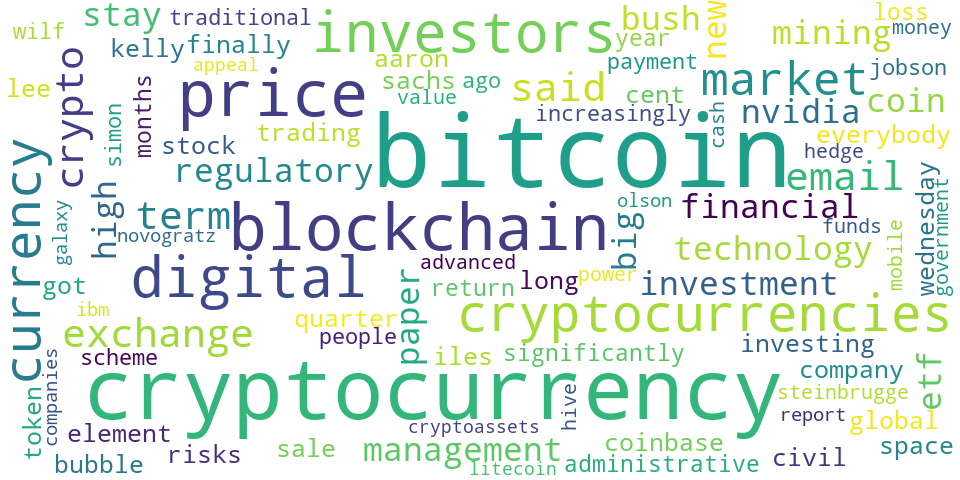 wilf
stay
traditional
investors
bush
new
loss
money
kelly
finally
aaron
year
mining
lee
crypto
appeal
sachs
ago
said
payment
market
jobson
months
price
value
cent
nvidia
coin
simon
trading
increasingly
cash
everybody
stock
bitcoin
hedge
regulatory
email
currency
high
term
blockchain
big
olson
financial
wednesday
government
galaxy
novogratz
funds
mobile
technology
digital
advanced
long
power
investment
got
paper
return
ibm
quarter
cryptocurrencies
exchange
people
scheme
iles
significantly
investing
etf
companies
cryptocurrency
company
token
hive
steinbrugge
element
cryptoassets
report
global
bubble
risks
sale
management
coinbase
space
litecoin
administrative
civil